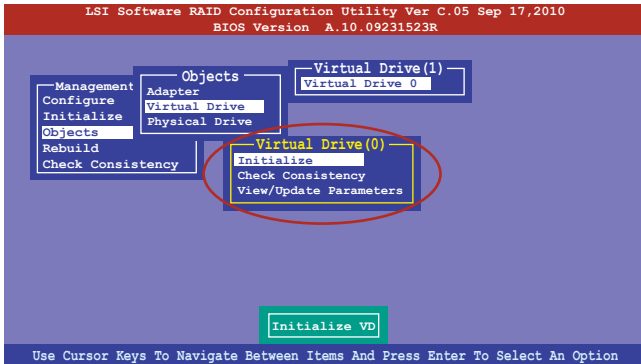 LSI Software RAID Configuration Utility Ver C.05 Sep 17,2010
BIOS Version A.10.09231523R
Management
Configure
Initialize
Objects
Rebuild
Check Consistency
Objects
Adapter
Virtual Drive
Physical Drive
Virtual Drive(1)
Virtual Drive 0
Virtual Drive(0)
Initialize
Check Consistency
View/Update Parameters
Initialize VD
Use Cursor Keys To Navigate Between Items And Press Enter To Select An Option